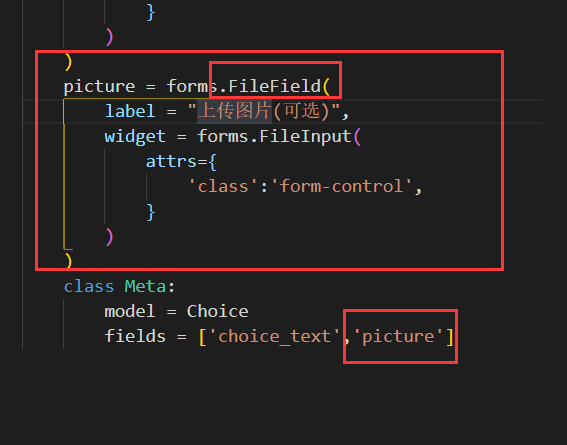 }
)
)
picture = forms.FileField(
label = "上传图片(可选)",
widget = forms.FileInput(
attrs={
'class':'form-control',
}
)
)
class Meta:
model = Choice
fields = ['choice_text','picture']